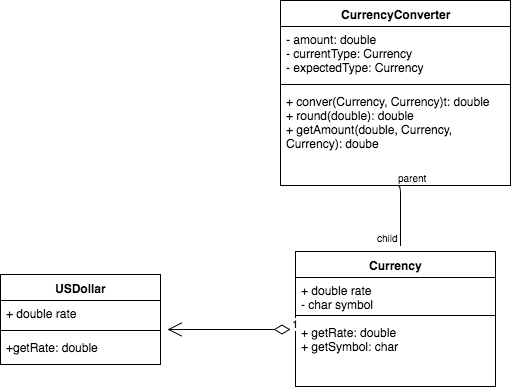 CurrencyConverter
- amount: double
- currentType: Currency
- expectedType: Currency
+ conver(Currency, Currency)t: double
+ round(double): double
+ getAmount(double, Currency,
Currency): doube
parent
child
Currency
+ double rate
- char symbol
+ getRate: double
+ getSymbol: char
1
USDollar
+ double rate
+getRate: double